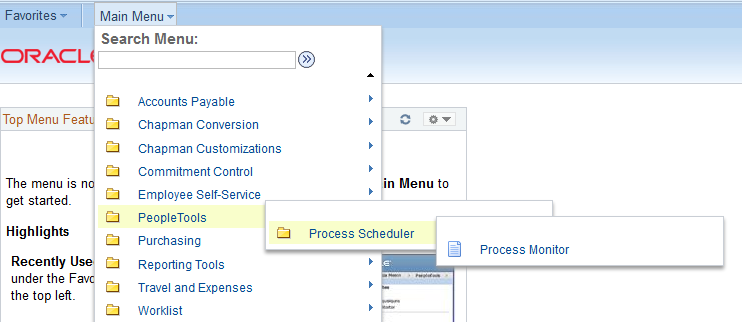 Favorites Main Menu
Search Menu:
ORACLE
Accounts Payable
Top Menu Featu
Chapman Conversion
Chapman Customizations
Commitment Control
The menu is no
in Menu to
get started.
Employee Self-Service
PeopleTools
Process Scheduler
Process Monitor
Highlights
Purchasing
Recently Use
Reporting Tools
under the Favo
Travel and Expenses
the top left.
Worklist